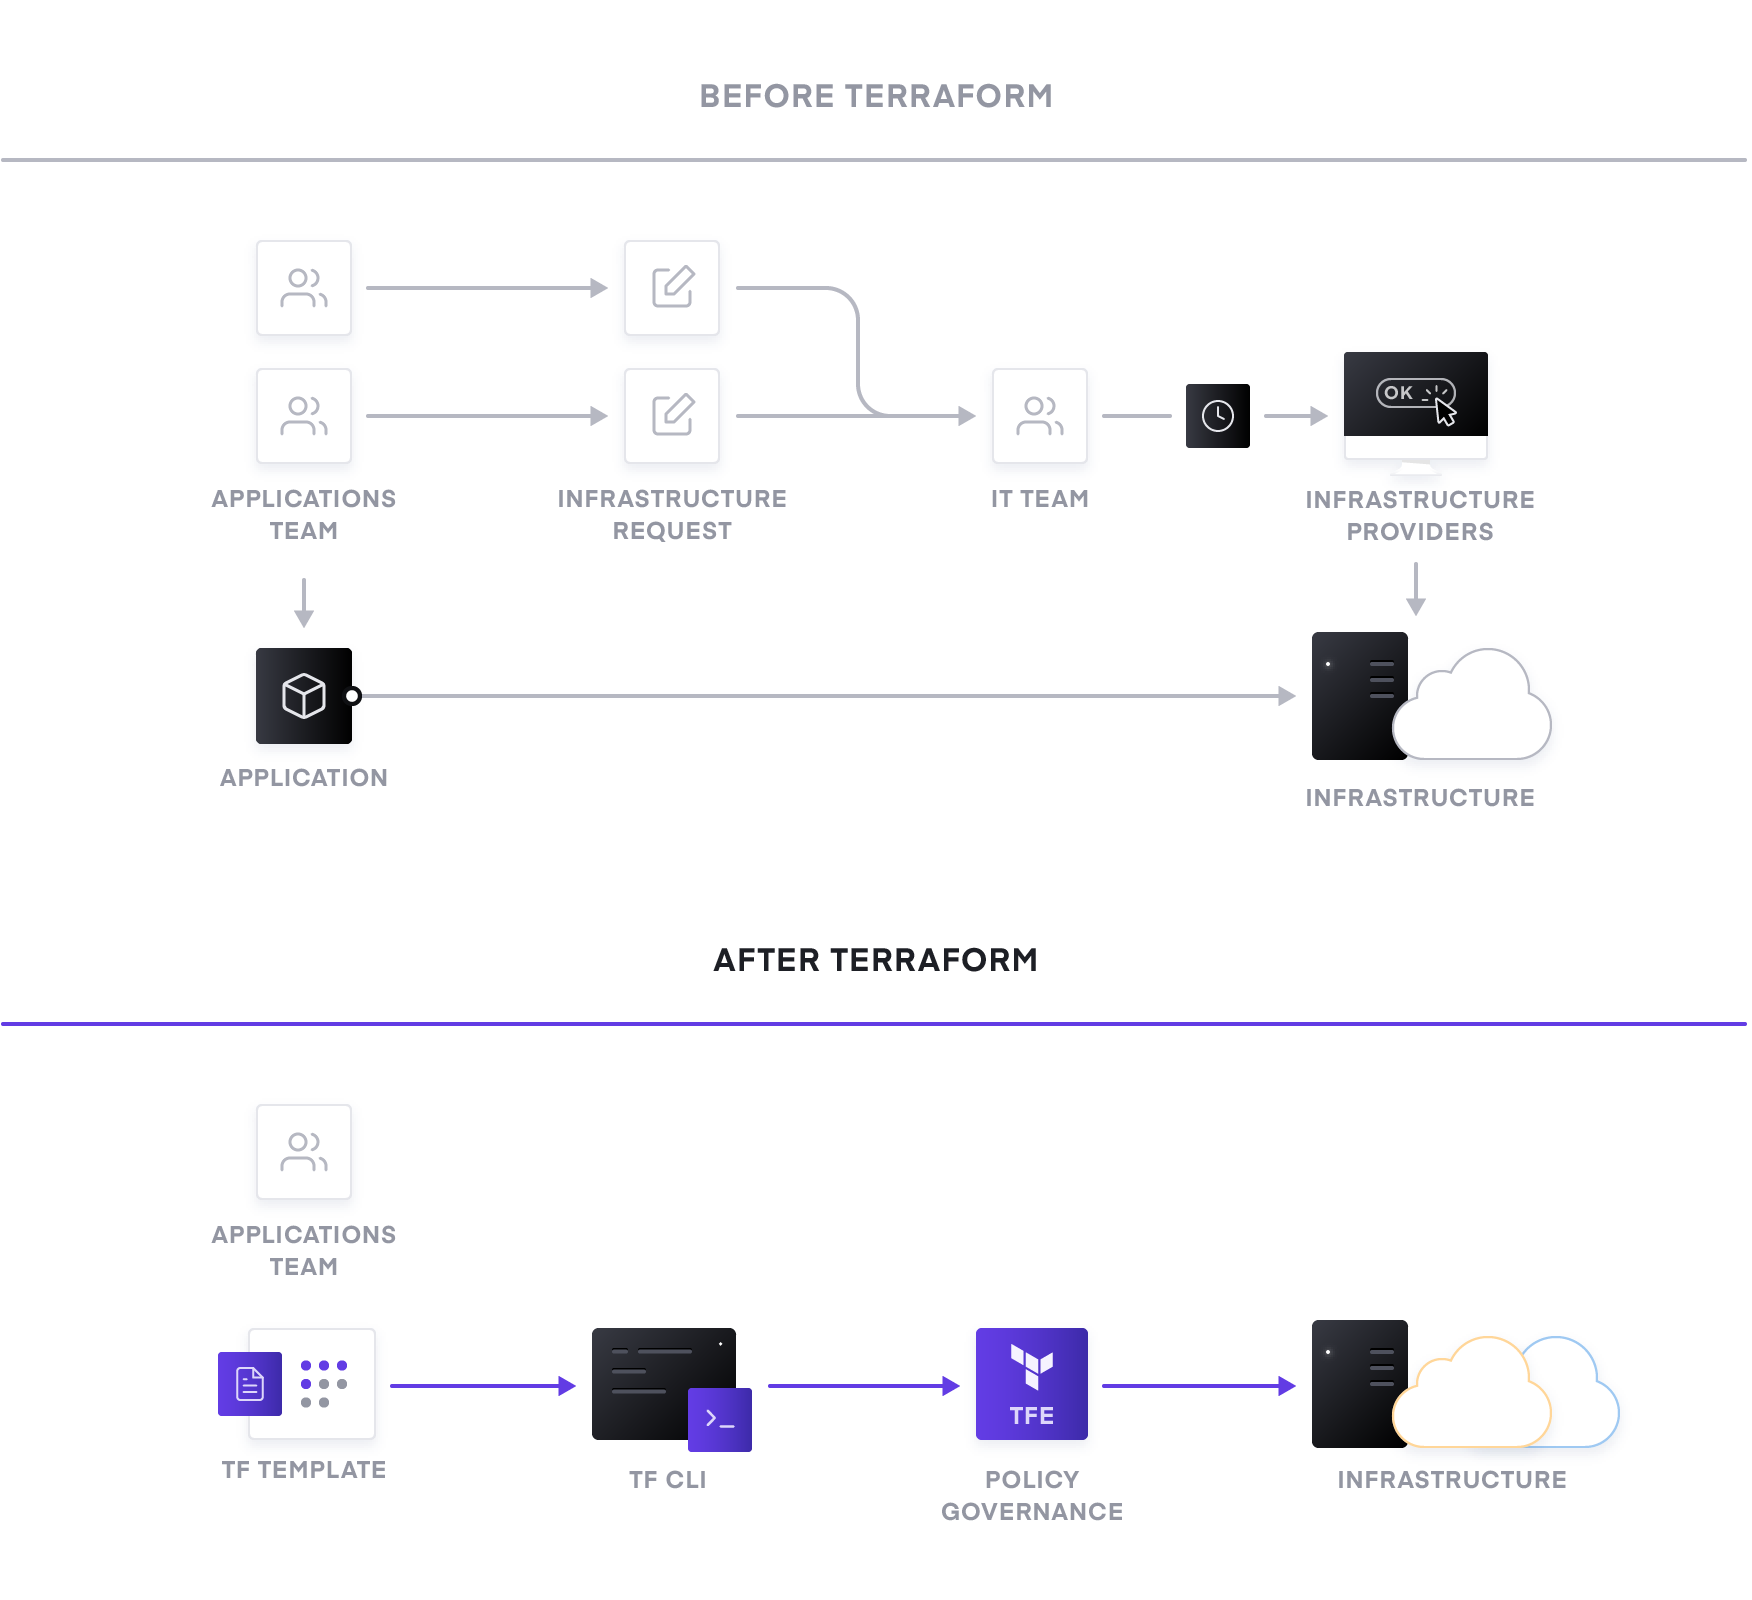 BEFORE TERRAFORM
OK
APPLICATIONS
TEAM
INFRASTRUCTURE
REQUEST
IT TEAM
INFRASTRUCTURE
PROVIDERS
APPLICATION
INFRASTRUCTURE
AFTER TERRAFORM
APPLICATIONS
TEAM
TFE
TF TEMPLATE
TF CLI
POLICY
GOVERNANCE
INFRASTRUCTURE